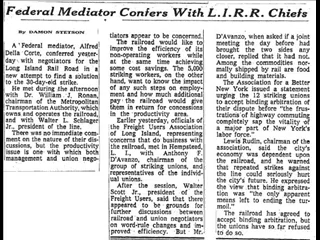 Federal Mediator Confers With L.I.R.R. Chiefs
By DAMON STETSON
A Federal mediator, Alfred
Della Corte, conferred yester-
day with negotiators for the
Long Island Rail Road in a
new attempt to find a solution
to the 30-day-old strike.
He met during the afternoon
with Dr. William J. Ronan,
chairman of the Metropolitan
Transportation Authority, which
owns and operates the railroad,
and with Walter L. Schlager
Jr., president of the line.
There was no immediate com-
ment on the nature of their dis-
cussions, but the productivity
issue is one which both
management and union nego-
tiators appear to be concerned.
The railroad would like to
improve the efficiency of its
non-operating workers while
at the same time achieving
some cost savings. The 5,000
striking workers, on the other
hand, want to know the impact
of any such steps on employ-
ment and how much additional
pay the railroad would give
them in return for concessions
in the productivity area.
Earlier yesterday, officials of
the Freight Users Association
of Long Island, representing
concerns that do business with
the railroad, met in Hempstead,
L. I., with Anthony F.
D'Avanzo, chairman of the
group of striking unions, and
representatives of the individ-
ual unions.
After the session, Walter
Scott Jr., president of the
Freight Users, said that there
appeared to be grounds for
further discussions between
railroad and union negotiators
on word-rule changes and im-
proved efficiency. But Mr.
D'Avanzo, when asked if a joint
meeting the day before had
brought the two sides any
closer, replied that it had not.
Among the commodities nor-
mally shipped by rail are food
and building materials.
The Association for a Better
New York issued a statement
urging the 12 striking unions
to accept binding arbitration of
their dispute before "the frus-
trations of highway commuting
completely sap the vitality of
a major part of New York's
labor force."
Lewis Rudin, chairman of the
association, said the city's
economy was dependent upon
the railroad, and he warned
that repeated strikes against
the line could seriously hurt
the city's future. He expressed
the view that binding arbitra-
tion was "the only apparent
means left to ending the tur-
moil."
The railroad has agreed to
accept binding arbitration, but
the unions have so far refused
to do so.